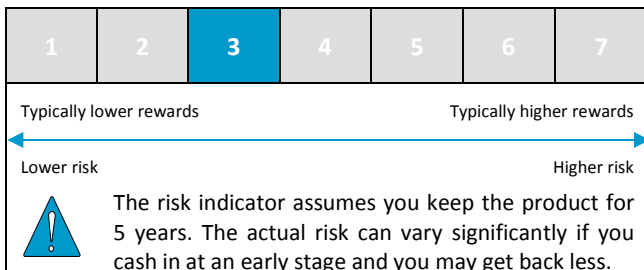 1 2 3 4 5 6 7
Typically lower rewards Typically higher rewards
Lower risk Higher risk
The risk indicator assumes you keep the product for
5 years. The actual risk can vary significantly if you
cash in at an early stage and you may get back less.